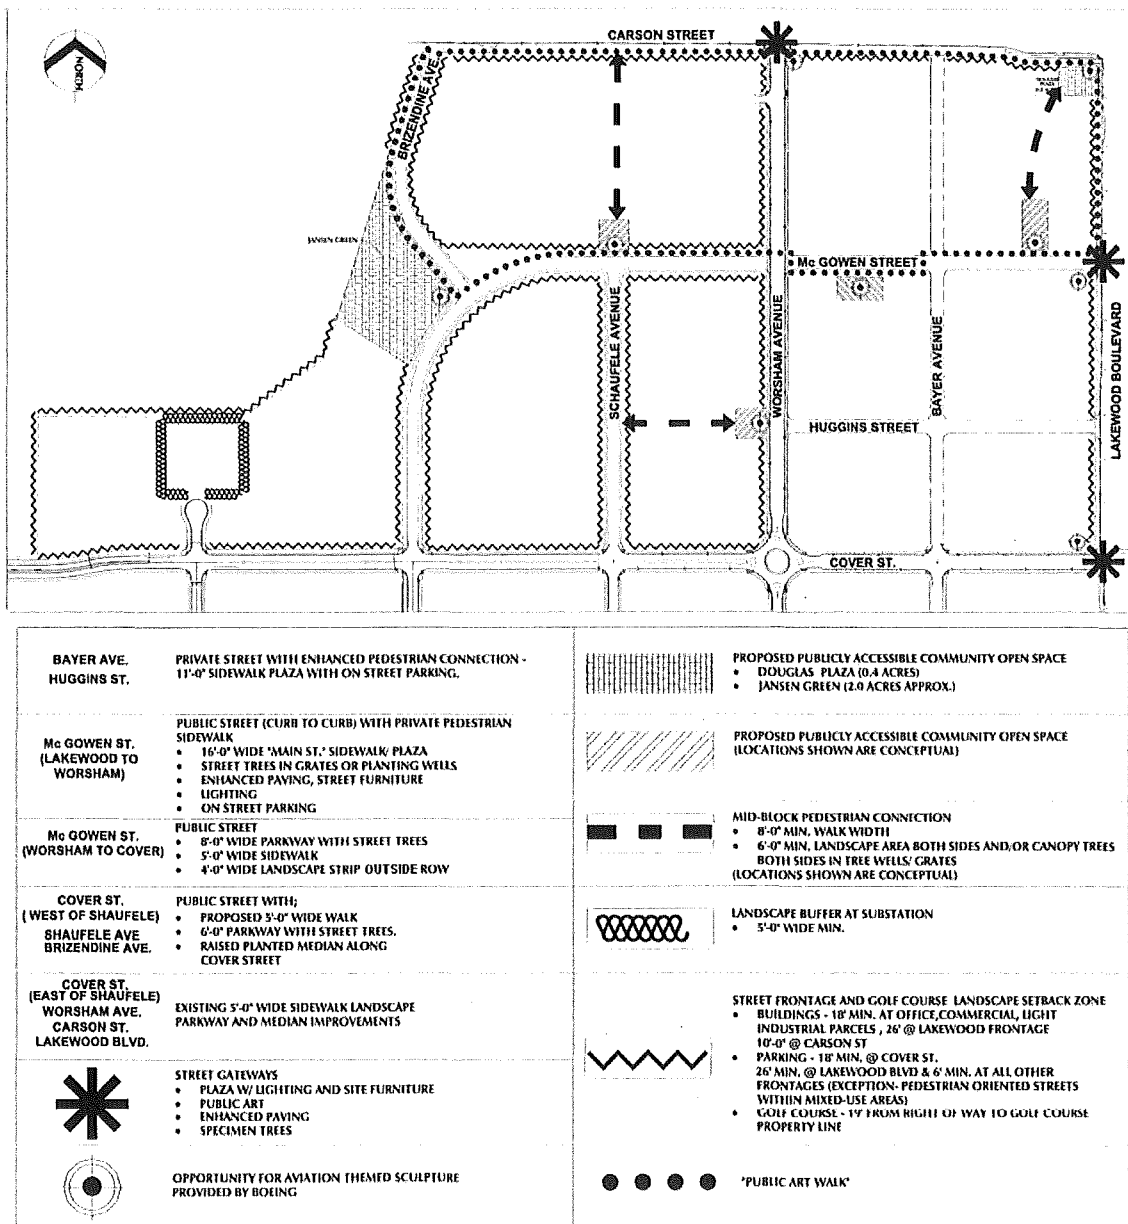 CARSON STREET
NORTH
BRIZENDINE AVE.
JANSEN GREEN
Mc GOWEN STREET
SCHAUFELE AVENUE
WORSHAM AVENUE
BAYER AVENUE
LAKEWOOD BOULEVARD
HUGGINS STREET
COVER ST.
BAYER AVE.
HUGGINS ST.
PRIVATE STREET WITH ENHANCED PEDESTRIAN CONNECTION -
11'-0" SIDEWALK PLAZA WITH ON STREET PARKING.
Mc GOWEN ST.
(LAKEWOOD TO
WORSHAM)
PUBLIC STREET (CURB TO CURB) WITH PRIVATE PEDESTRIAN
SIDEWALK
• 16'-0" WIDE "MAIN ST." SIDEWALK/ PLAZA
• STREET TREES IN GRATES OR PLANTING WELLS
• ENHANCED PAVING, STREET FURNITURE
• LIGHTING
• ON STREET PARKING
Mc GOWEN ST.
(WORSHAM TO COVER)
PUBLIC STREET
• 8'-0" WIDE PARKWAY WITH STREET TREES
• 5'-0" WIDE SIDEWALK
• 4'-0" WIDE LANDSCAPE STRIP OUTSIDE ROW
COVER ST.
( WEST OF SHAUFELE)
SHAUFELE AVE
BRIZENDINE AVE.
PUBLIC STREET WITH;
• PROPOSED 5'-0" WIDE WALK
• 6'-0" PARKWAY WITH STREET TREES.
• RAISED PLANTED MEDIAN ALONG
COVER STREET
COVER ST.
(EAST OF SHAUFELE)
WORSHAM AVE.
CARSON ST.
LAKEWOOD BLVD.
EXISTING 5'-0" WIDE SIDEWALK LANDSCAPE
PARKWAY AND MEDIAN IMPROVEMENTS
STREET GATEWAYS
• PLAZA W/ LIGHTING AND SITE FURNITURE
• PUBLIC ART
• ENHANCED PAVING
• SPECIMEN TREES
OPPORTUNITY FOR AVIATION THEMED SCULPTURE
PROVIDED BY BOEING
PROPOSED PUBLICLY ACCESSIBLE COMMUNITY OPEN SPACE
• DOUGLAS PLAZA (0.4 ACRES)
• JANSEN GREEN (2.0 ACRES APPROX.)
PROPOSED PUBLICLY ACCESSIBLE COMMUNITY OPEN SPACE
(LOCATIONS SHOWN ARE CONCEPTUAL)
MID-BLOCK PEDESTRIAN CONNECTION
• 8'-0" MIN. WALK WIDTH
• 6'-0" MIN. LANDSCAPE AREA BOTH SIDES AND/OR CANOPY TREES
BOTH SIDES IN TREE WELLS/ GRATES
(LOCATIONS SHOWN ARE CONCEPTUAL)
LANDSCAPE BUFFER AT SUBSTATION
• 5'-0" WIDE MIN.
STREET FRONTAGE AND GOLF COURSE LANDSCAPE SETBACK ZONE
• BUILDINGS - 18' MIN. AT OFFICE,COMMERCIAL, LIGHT
INDUSTRIAL PARCELS , 26' @ LAKEWOOD FRONTAGE
10'-0" @ CARSON ST
• PARKING - 18' MIN. @ COVER ST.
26' MIN. @ LAKEWOOD BLVD & 6' MIN. AT ALL OTHER
FRONTAGES (EXCEPTION- PEDESTRIAN ORIENTED STREETS
WITHIN MIXED-USE AREAS)
• GOLF COURSE - 19' FROM RIGHT OF WAY TO GOLF COURSE
PROPERTY LINE
"PUBLIC ART WALK"